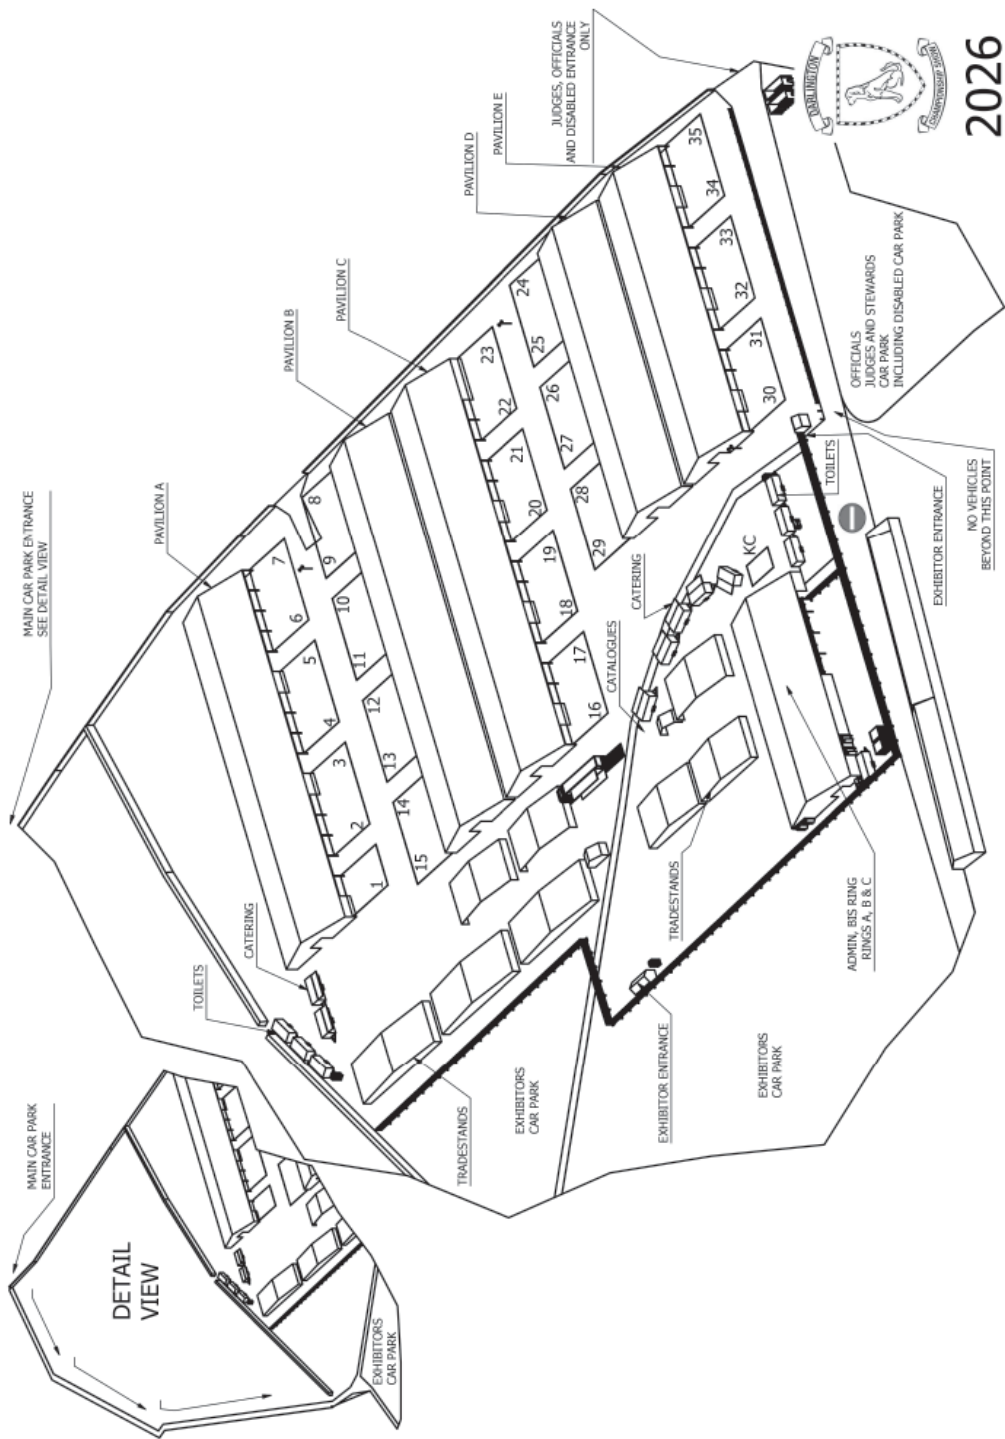 MAIN CAR PARK ENTRANCE
SEE DETAIL VIEW
PAVILION A
PAVILION B
PAVILION C
PAVILION D
PAVILION E
JUDGES, OFFICIALS
AND DISABLED ENTRANCE
ONLY
DARLINGTON
CHAMPIONSHIP SHOW
2026
MAIN CAR PARK
ENTRANCE
DETAIL
VIEW
EXHIBITORS
CAR PARK
TOILETS
CATERING
1
2
3
4
5
6
7
8
9
10
11
12
13
14
15
16
17
18
19
20
21
22
23
24
25
26
27
28
29
30
31
32
33
34
35
TRADESTANDS
EXHIBITORS
CAR PARK
EXHIBITOR ENTRANCE
EXHIBITORS
CAR PARK
TRADESTANDS
CATALOGUES
CATERING
KC
TOILETS
ADMIN, BIS RING
RINGS A, B & C
EXHIBITOR ENTRANCE
NO VEHICLES
BEYOND THIS POINT
OFFICIALS
JUDGES AND STEWARDS
CAR PARK
INCLUDING DISABLED CAR PARK